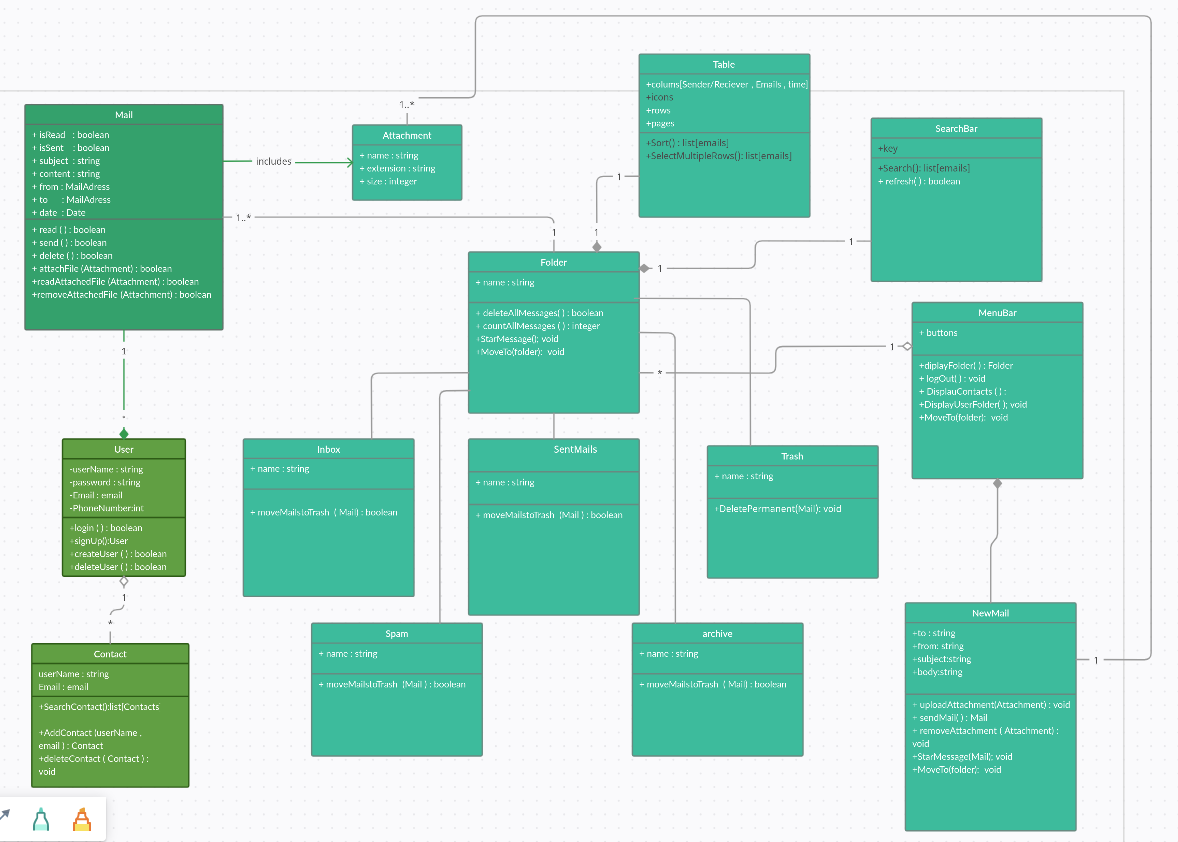 Mail
+ isRead : boolean
+ isSent : boolean
+ subject : string
+ content : string
+ from : MailAdress
+ to : MailAdress
+ date : Date
+ read ( ) : boolean
+ send ( ) : boolean
+ delete ( ) : boolean
+ attachFile (Attachment) : boolean
+readAttachedFile (Attachment) : boolean
+removeAttachedFile (Attachment) : boolean
includes
1..*
Attachment
+ name : string
+ extension : string
+ size : integer
1..*
1
Table
+colums[Sender/Reciever , Emails , time]
+icons
+rows
+pages
+Sort() : list[emails]
+SelectMultipleRows(): list[emails]
1
1
SearchBar
+key
+Search(): list[emails]
+ refresh( ) : boolean
1
1
Folder
+ name : string
+ deleteAllMessages( ) : boolean
+ countAllMessages ( ) : integer
+StarMessage(): void
+MoveTo(folder): void
*
1
MenuBar
+ buttons
+diplayFolder( ) : Folder
+ logOut( ) : void
+ DisplauContacts ( ) :
+DisplayUserFolder( ); void
+MoveTo(folder): void
1
*
User
-userName : string
-password : string
-Email : email
-PhoneNumber:int
+login ( ) : boolean
+signUp():User
+createUser ( ) : boolean
+deleteUser ( ) : boolean
1
*
Contact
userName : string
Email : email
+SearchContact():list[Contacts
+AddContact (userName ,
email ) : Contact
+deleteContact ( Contact ) :
void
Inbox
+ name : string
+ moveMailstoTrash ( Mail) : boolean
SentMails
+ name : string
+ moveMailstoTrash (Mail ) : boolean
Trash
+ name : string
+DeletePermanent(Mail): void
Spam
+ name : string
+ moveMailstoTrash (Mail ) : boolean
archive
+ name : string
+ moveMailstoTrash ( Mail) : boolean
NewMail
+to : string
+from: string
+subject:string
+body:string
+ uploadAttachment(Attachment) : void
+ sendMail( ) : Mail
+ removeAttachment ( Attachment) :
void
+StarMessage(Mail): void
+MoveTo(folder): void
1